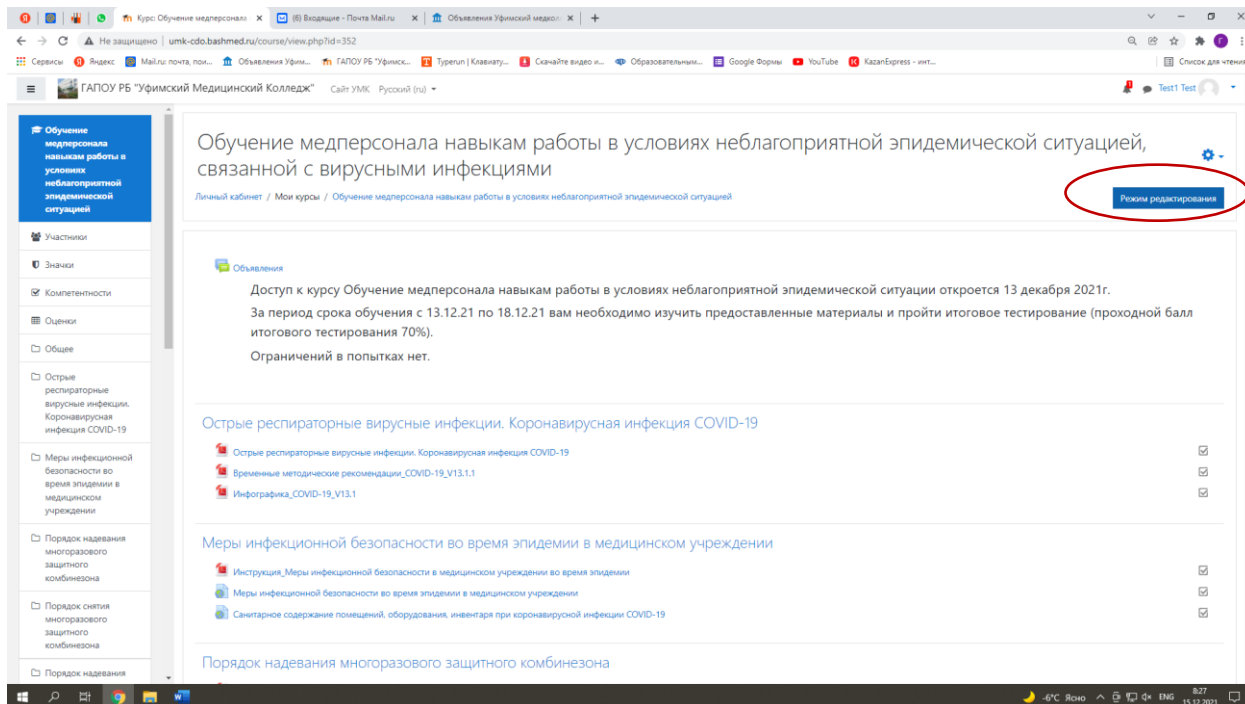 Курс: Обучение медперсонала
(6) Входящие - Почта Mail.ru
Объявления Уфимский медкол
Не защищено | umk-cdo.bashmed.ru/course/view.php?id=352
Г
Сервисы
Яндекс
Mail.ru: почта, пои...
Объявления Уфим...
ГАПОУ РБ "Уфимск...
Typerun | Клавиату...
Скачайте видео и...
Образовательным...
Google Формы
YouTube
KazanExpress - инт...
Список для чтения
ГАПОУ РБ "Уфимский Медицинский Колледж"
Сайт УМК
Русский (ru)
Test1 Test
Обучение
медперсонала
навыкам работы в
условиях
неблагоприятной
эпидемической
ситуацией
Участники
Значки
Компетентности
Оценки
Общее
Острые
респираторные
вирусные инфекции.
Коронавирусная
инфекция COVID-19
Меры инфекционной
безопасности во
время эпидемии в
медицинском
учреждении
Порядок надевания
многоразового
защитного
комбинезона
Порядок снятия
многоразового
защитного
комбинезона
Порядок надевания
Обучение медперсонала навыкам работы в условиях неблагоприятной эпидемической ситуацией,
связанной с вирусными инфекциями
Личный кабинет / Мои курсы / Обучение медперсонала навыкам работы в условиях неблагоприятной эпидемической ситуацией
Режим редактирования
Объявления
Доступ к курсу Обучение медперсонала навыкам работы в условиях неблагоприятной эпидемической ситуации откроется 13 декабря 2021г.
За период срока обучения с 13.12.21 по 18.12.21 вам необходимо изучить предоставленные материалы и пройти итоговое тестирование (проходной балл
итогового тестирования 70%).
Ограничений в попытках нет.
Острые респираторные вирусные инфекции. Коронавирусная инфекция COVID-19
Острые респираторные вирусные инфекции. Коронавирусная инфекция COVID-19
Временные методические рекомендации_COVID-19_V13.1.1
Инфографика_COVID-19_V13.1
Меры инфекционной безопасности во время эпидемии в медицинском учреждении
Инструкция_Меры инфекционной безопасности в медицинском учреждении во время эпидемии
Меры инфекционной безопасности во время эпидемии в медицинском учреждении
Санитарное содержание помещений, оборудования, инвентаря при коронавирусной инфекции COVID-19
Порядок надевания многоразового защитного комбинезона
-6°C Ясно
ENG
8:27
15.12.2021